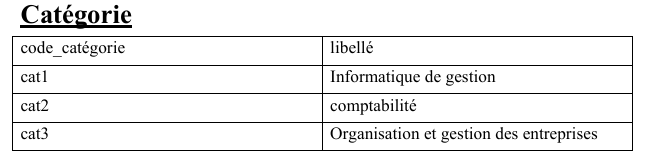 Catégorie
code_catégorie libellé
cat1 Informatique de gestion
cat2 comptabilité
cat3 Organisation et gestion des entreprises